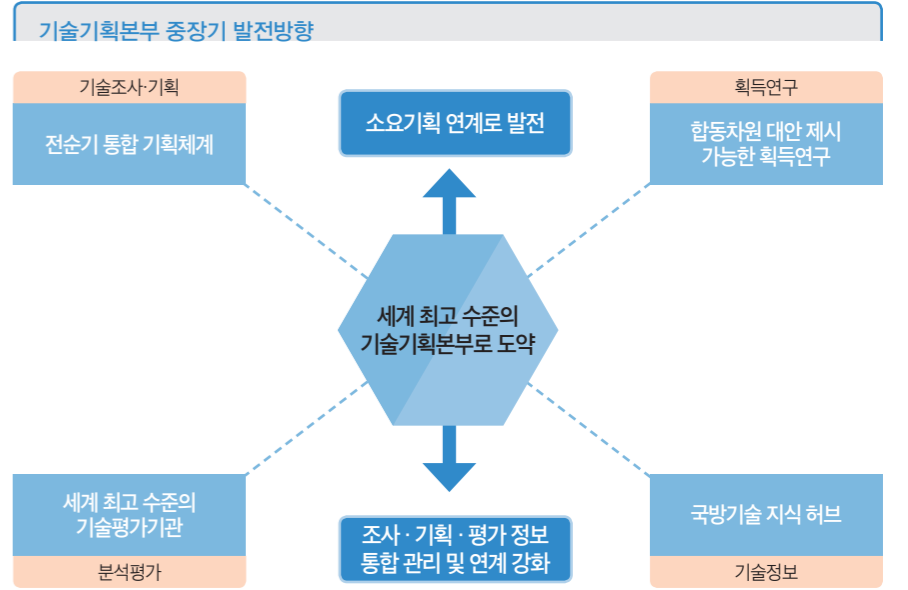 기술기획본부 중장기 발전방향
기술조사·기획
전순기 통합 기획체계
소요기획 연계로 발전
획득연구
합동차원 대안 제시
가능한 획득연구
세계 최고 수준의
기술기획본부로 도약
세계 최고 수준의
기술평가기관
분석평가
조사 · 기획 · 평가 정보
통합 관리 및 연계 강화
국방기술 지식 허브
기술정보